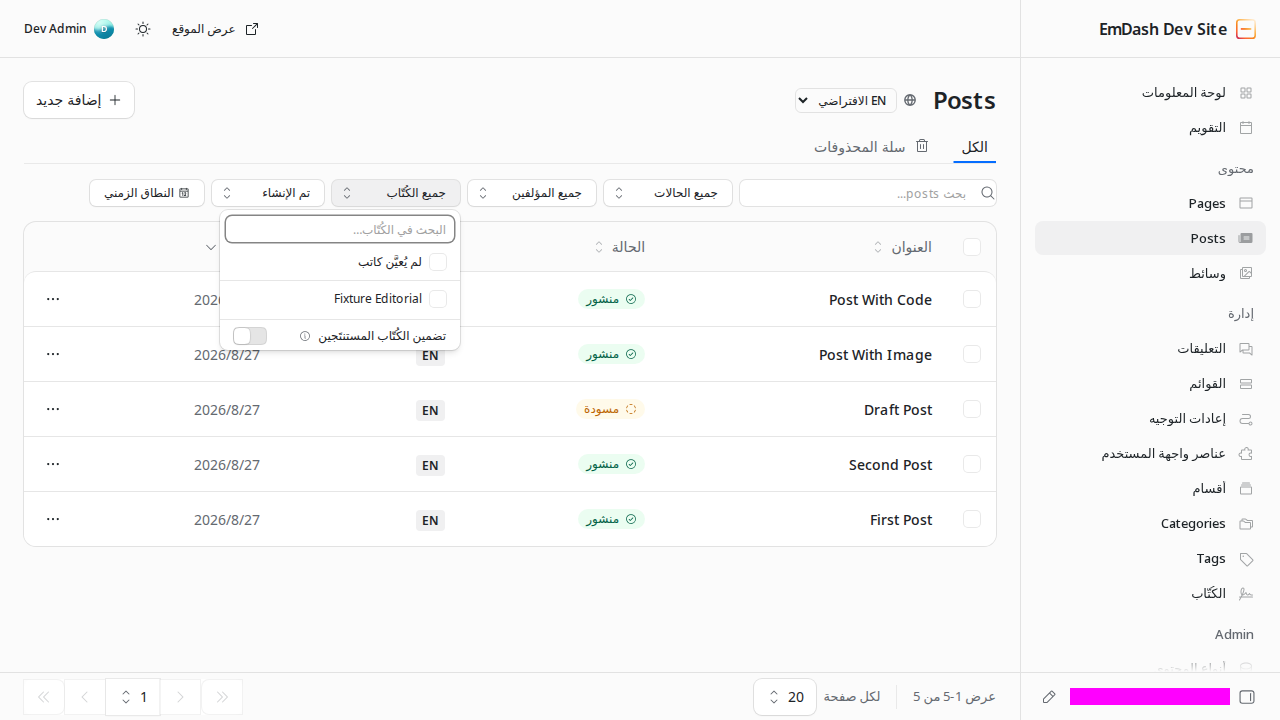 EmDash Dev Site
عرض الموقع
Dev Admin
D
لوحة المعلومات
التقويم
محتوى
Pages
Posts
وسائط
إدارة
التعليقات
القوائم
إعادات التوجيه
عناصر واجهة المستخدم
أقسام
Categories
Tags
الكُتّاب
Admin
أنواع المحتوى
Posts
EN الافتراضي
إضافة جديد
الكل
سلة المحذوفات
بحث posts...
جميع الحالات
جميع المؤلفين
جميع الكُتّاب
تم الإنشاء
النطاق الزمني
البحث في الكُتّاب...
لم يُعيَّن كاتب
Fixture Editorial
تضمين الكُتّاب المستنتَجين
العنوان
الحالة
Post With Code
منشور
Post With Image
منشور
EN
2026/8/27
Draft Post
مسودة
EN
2026/8/27
Second Post
منشور
EN
2026/8/27
First Post
منشور
EN
2026/8/27
عرض 1-5 من 5
لكل صفحة
20
1